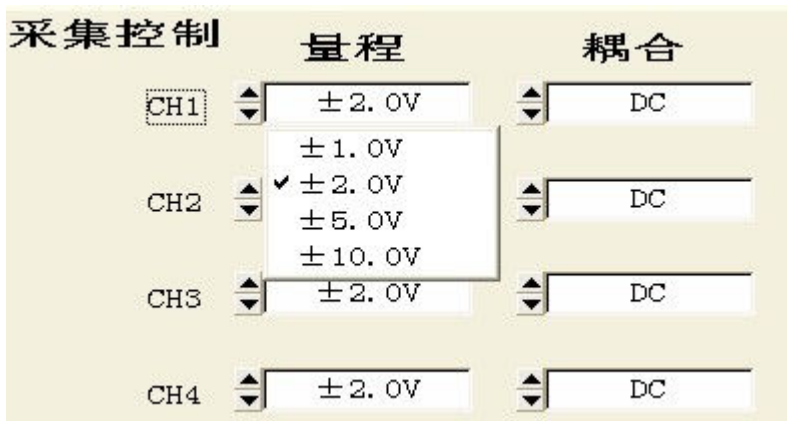 采集控制 量程 耦合
CH1 ±2.0V DC
±1.0V
✔ ±2.0V
CH2 DC
±5.0V
±10.0V
CH3 ±2.0V DC
CH4 ±2.0V DC